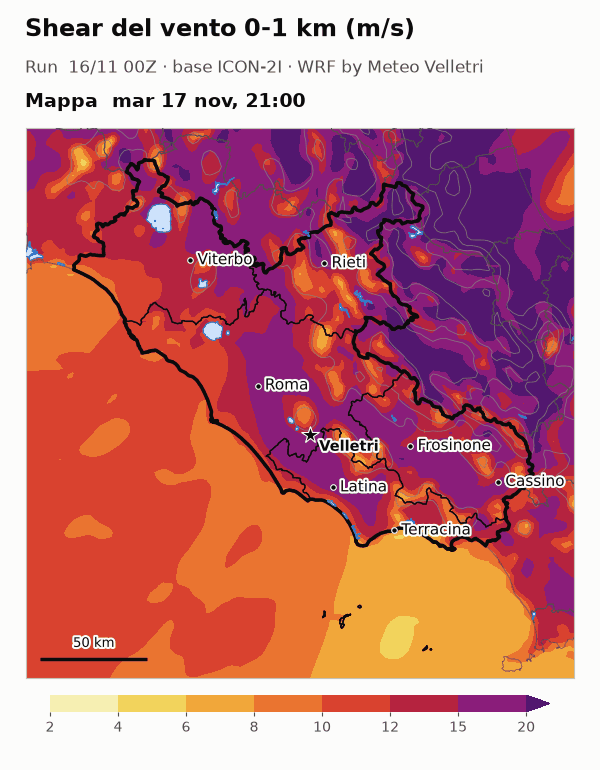 Shear del vento 0-1 km (m/s)
Run 16/11 00Z · base ICON-2I · WRF by Meteo Velletri
Mappa mar 17 nov, 21:00
Viterbo
Rieti
Roma
Velletri
Frosinone
Latina
Cassino
Terracina
50 km
2 4 6 8 10 12 15 20